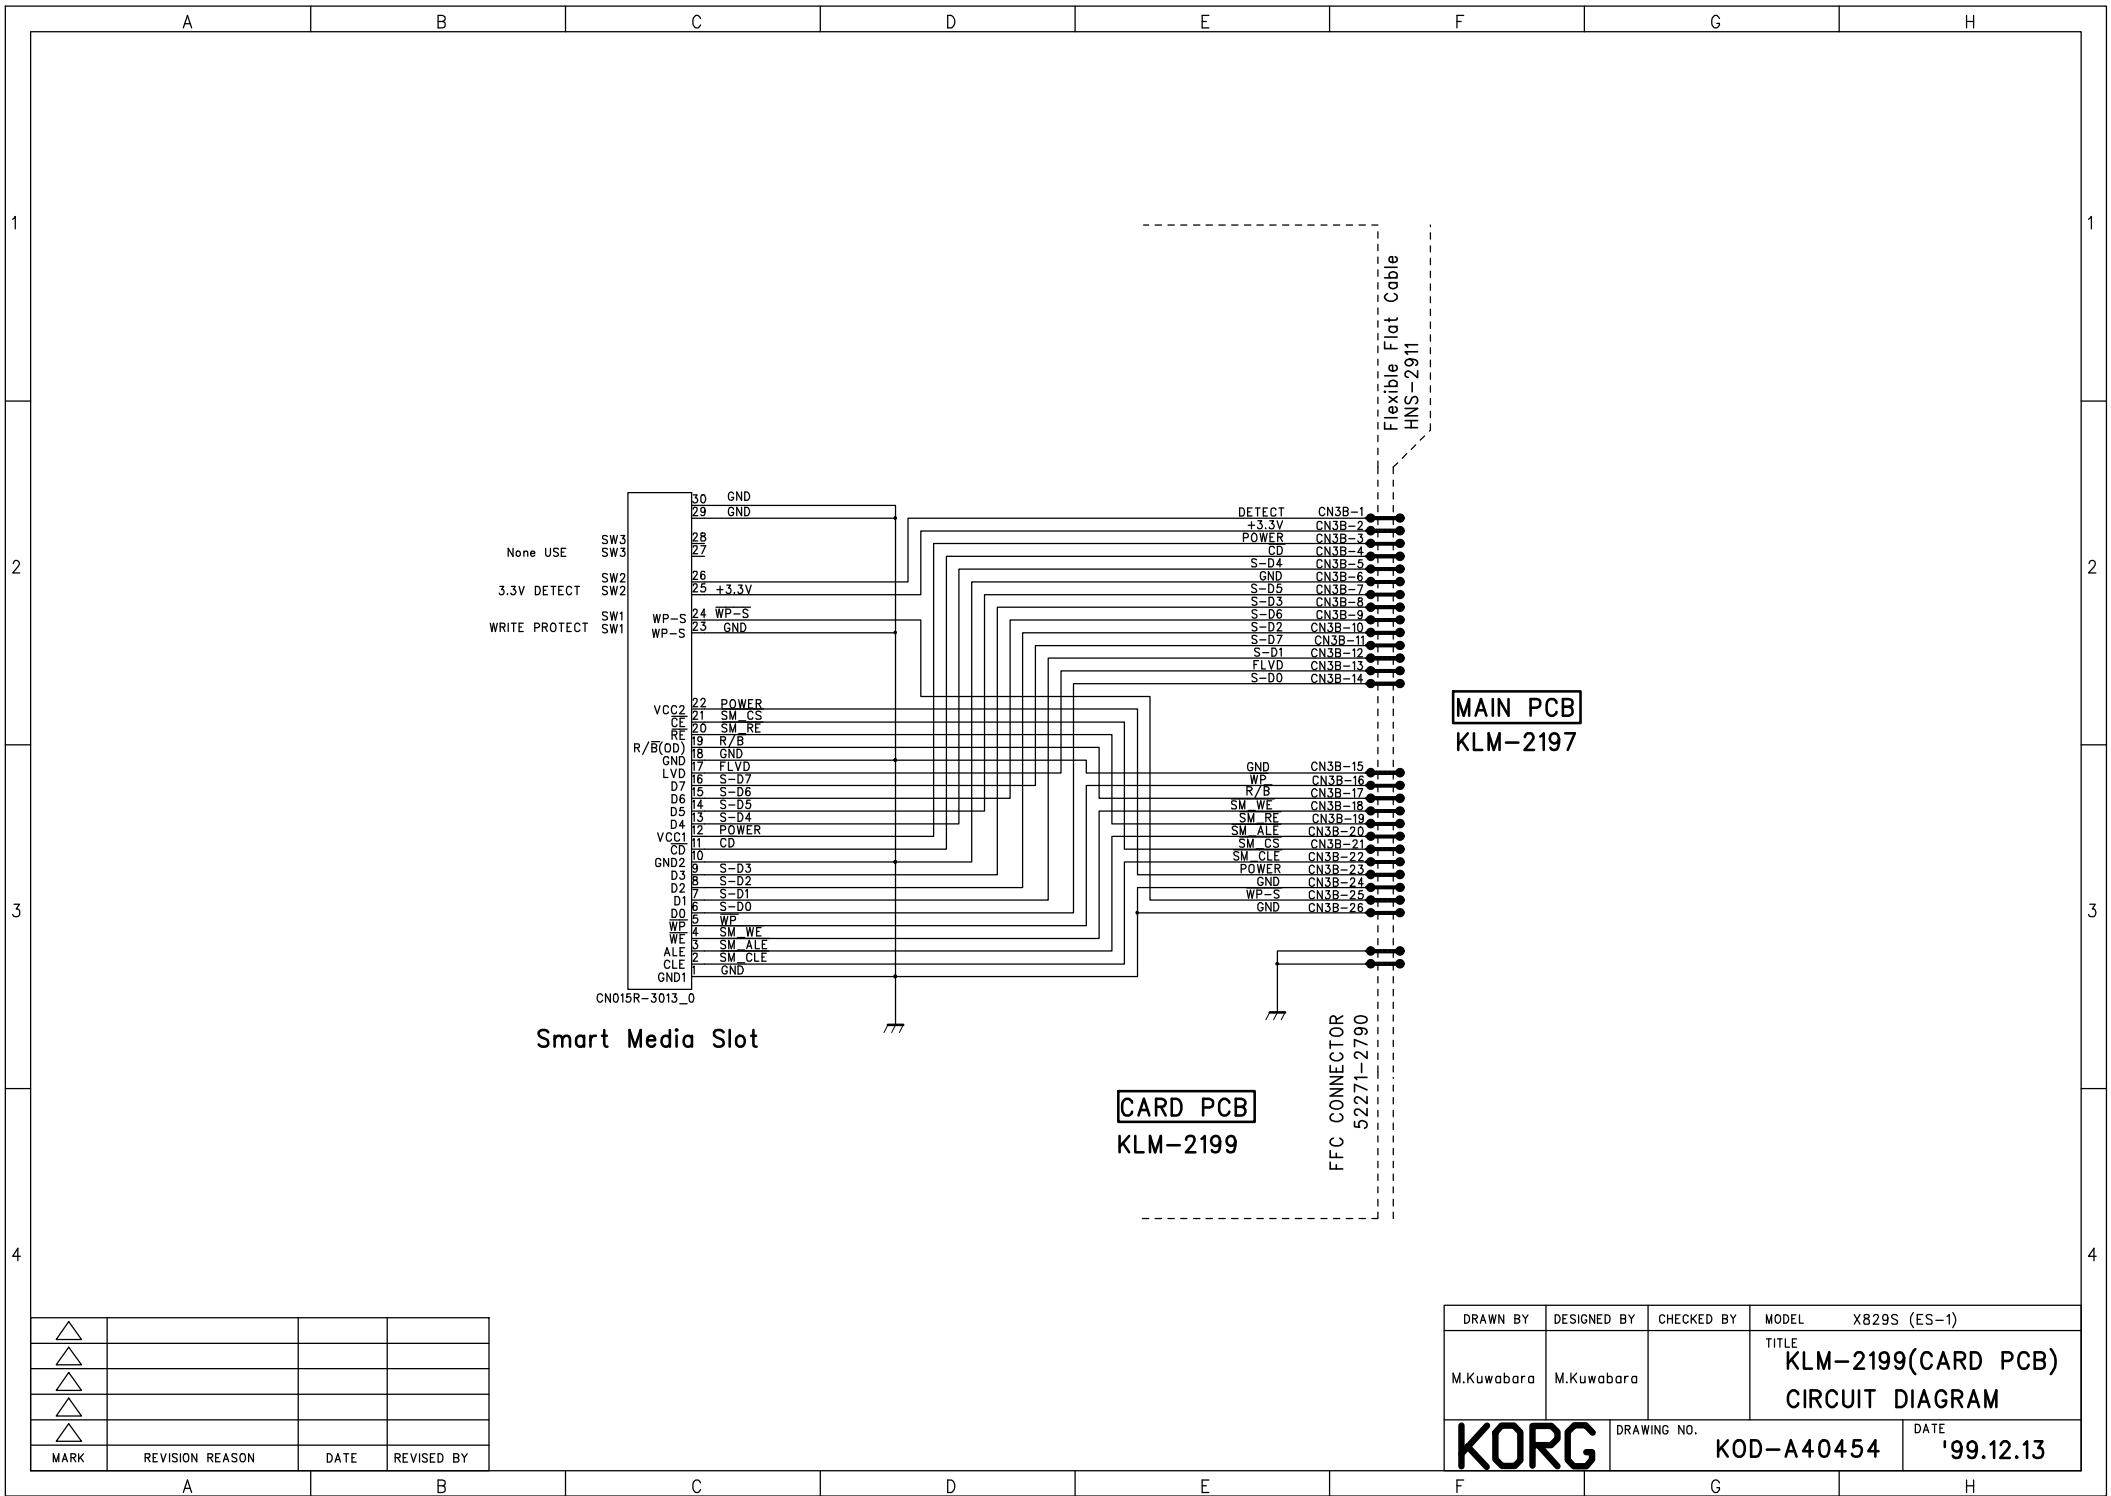 A B C D E F G H
1 1
Flexible Flat Cable
HNS-2911
30 GND
29 GND
SW3 28
None USE SW3 27
SW2 26
3.3V DETECT SW2 25 +3.3V
SW1 WP-S 24 WP-S
WRITE PROTECT SW1 WP-S 23 GND
VCC2 22 POWER
CE 21 SM_CS
RE 20 SM_RE
R/B(OD) 19 R/B
GND 18 GND
LVD 17 FLVD
D7 16 S-D7
D6 15 S-D6
D5 14 S-D5
D4 13 S-D4
VCC1 12 POWER
CD 11 CD
GND2 10
D3 9 S-D3
D2 8 S-D2
D1 7 S-D1
D0 6 S-D0
WP 5 WP
WE 4 SM_WE
ALE 3 SM_ALE
CLE 2 SM_CLE
GND1 1 GND
CN015R-3013_0
Smart Media Slot
DETECT CN3B-1
+3.3V CN3B-2
POWER CN3B-3
CD CN3B-4
S-D4 CN3B-5
GND CN3B-6
S-D5 CN3B-7
S-D3 CN3B-8
S-D6 CN3B-9
S-D2 CN3B-10
S-D7 CN3B-11
S-D1 CN3B-12
FLVD CN3B-13
S-D0 CN3B-14
GND CN3B-15
WP CN3B-16
R/B CN3B-17
SM_WE CN3B-18
SM_RE CN3B-19
SM_ALE CN3B-20
SM_CS CN3B-21
SM_CLE CN3B-22
POWER CN3B-23
GND CN3B-24
WP-S CN3B-25
GND CN3B-26
MAIN PCB
KLM-2197
2 2
3 3
FFC CONNECTOR
52271-2790
CARD PCB
KLM-2199
4 4
MARK REVISION REASON DATE REVISED BY
DRAWN BY DESIGNED BY CHECKED BY MODEL X829S (ES-1)
M.Kuwabara M.Kuwabara
TITLE
KLM-2199(CARD PCB)
CIRCUIT DIAGRAM
KORG
DRAWING NO. KOD-A40454
DATE '99.12.13
A B C D E F G H